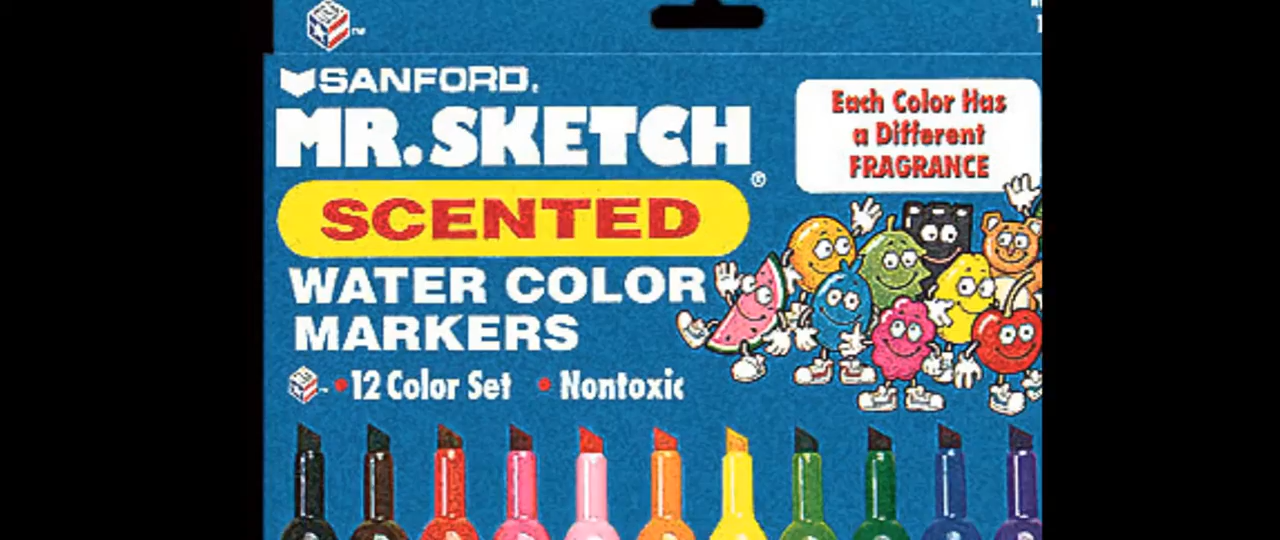 SANFORD.
MR. SKETCH®
SCENTED
WATER COLOR
MARKERS
•12 Color Set • Nontoxic
Each Color Has
a Different
FRAGRANCE